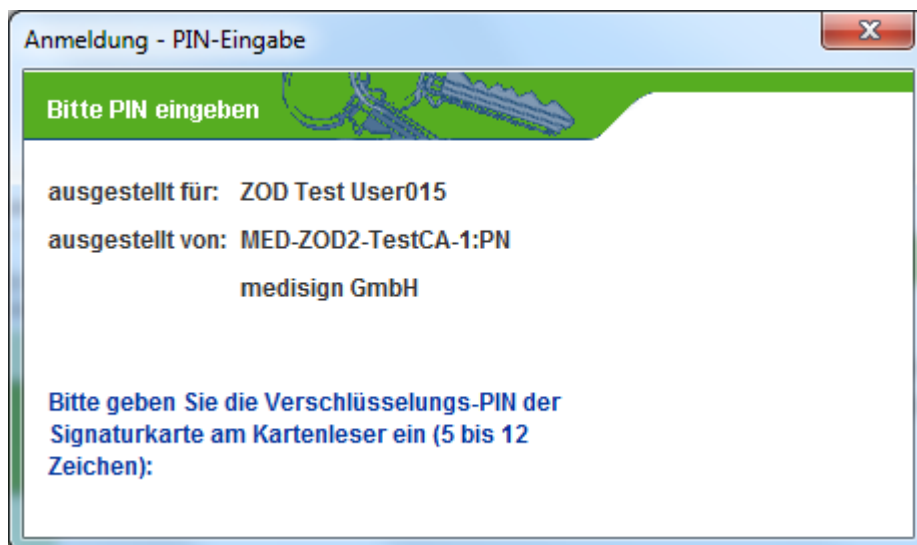 Anmeldung - PIN-Eingabe
Bitte PIN eingeben
ausgestellt für: ZOD Test User015
ausgestellt von: MED-ZOD2-TestCA-1:PN
medisign GmbH
Bitte geben Sie die Verschlüsselungs-PIN der
Signaturkarte am Kartenleser ein (5 bis 12
Zeichen):